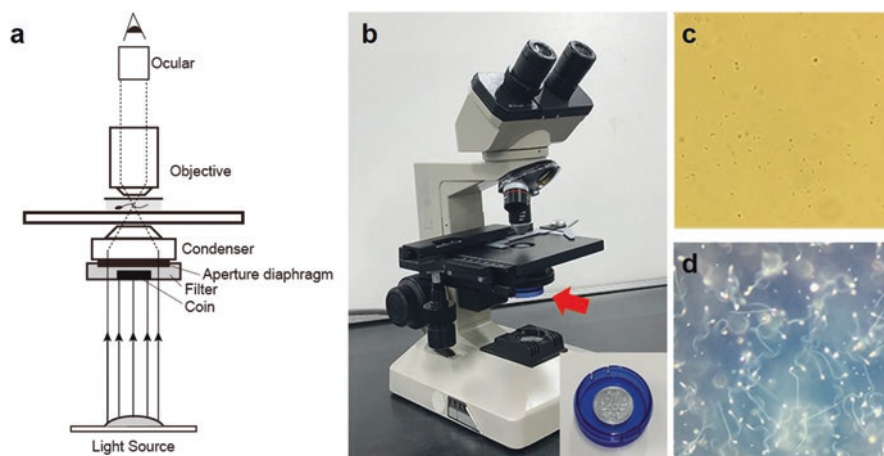 a
Ocular
Objective
Condenser
Aperture diaphragm
Filter
Coin
Light Source
b
c
d